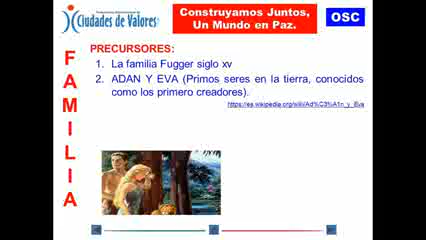 Ciudades de Valores
Construyamos Juntos,
Un Mundo en Paz.
OSC
FAMILIA
PRECURSORES:
1. La familia Fugger siglo xv
2. ADAN Y EVA (Primos seres en la tierra, conocidos
como los primero creadores).
https://es.wikipedia.org/wiki/Ad%C3%A1n_y_Eva